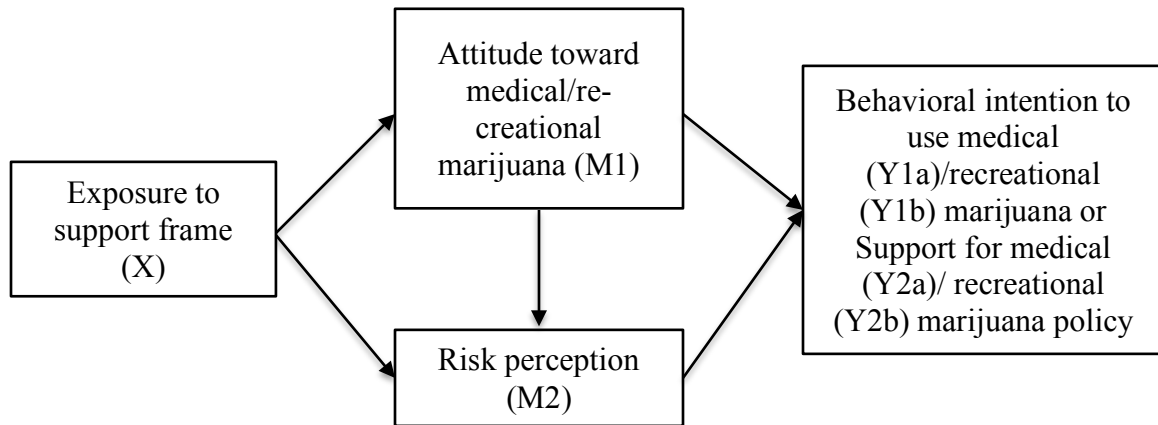 Exposure to
support frame
(X)
Attitude toward
medical/re-
creational
marijuana (M1)
Risk perception
(M2)
Behavioral intention to
use medical
(Y1a)/recreational
(Y1b) marijuana or
Support for medical
(Y2a)/ recreational
(Y2b) marijuana policy